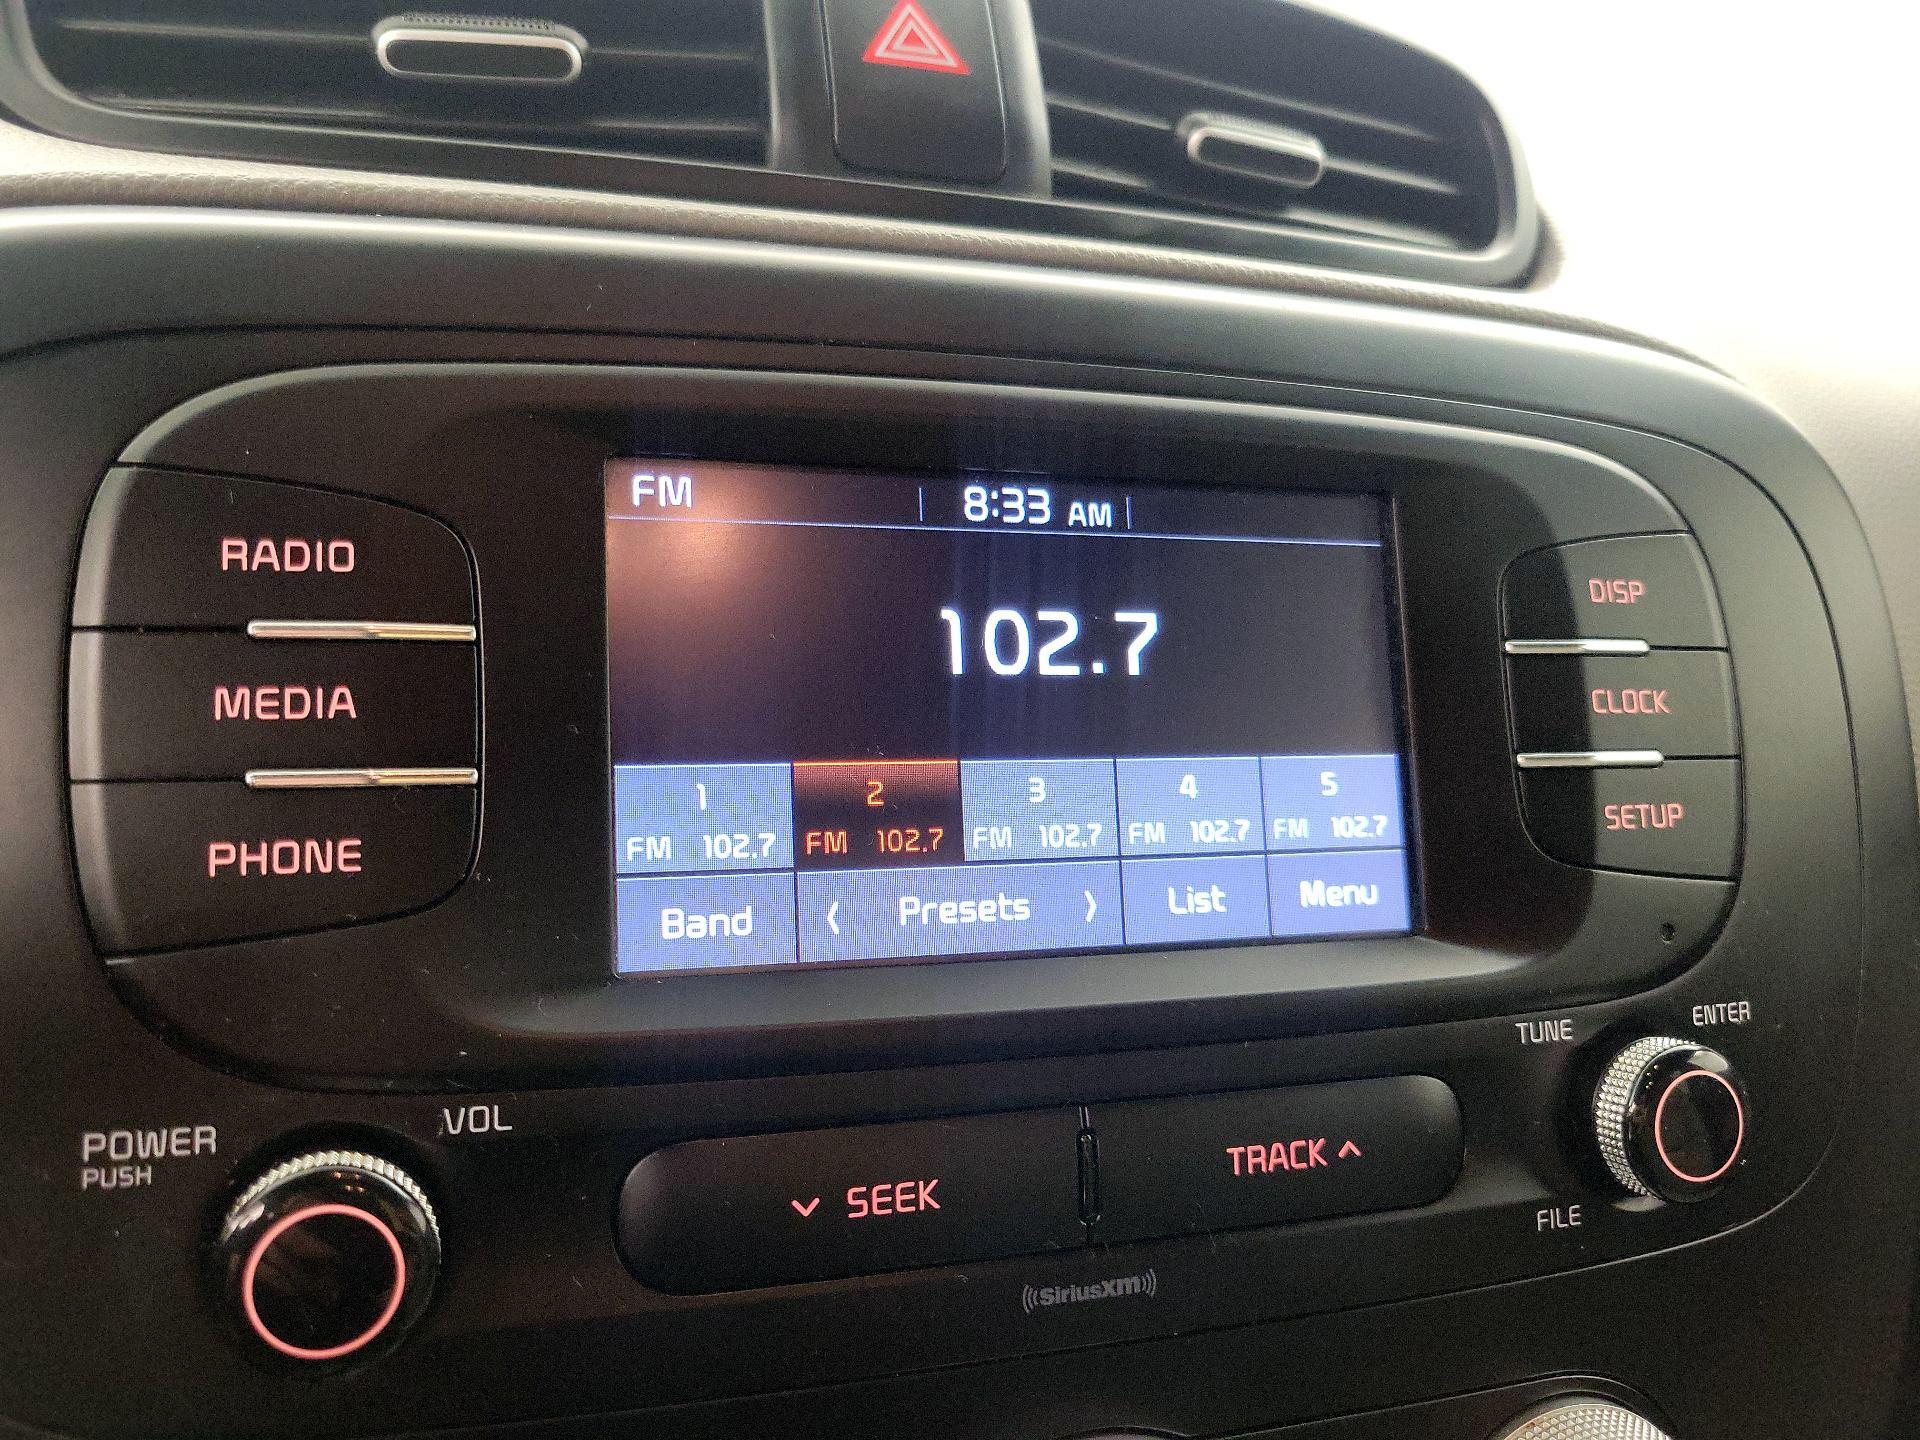 FM 8:33 AM
RADIO
MEDIA
PHONE
102.7
1 2 3 4 5
FM 102.7 FM 102.7 FM 102.7 FM 102.7 FM 102.7
Band ⟨ Presets ⟩ List Menu
DISP
CLOCK
SETUP
POWER
PUSH
VOL
SEEK
TRACK
TUNE
ENTER
FILE
SiriusXM